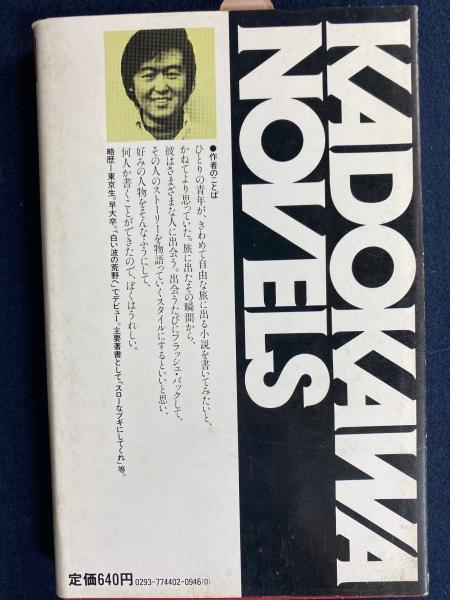 KADOKAWA
NOVELS
●作者のことば
ひとりの青年が、きわめて自由な旅に出る小説を書いてみたいと、
かねてより思っていた。旅に出たその瞬間から、
彼はさまざまな人に出会う。出会うたびにフラッシュ・バックして、
その人のストーリーを物語っていくスタイルにするといいと思い、
好みの人物をそんなふうにして、
何人か書くことができたので、ぼくはうれしい。
略歴—東京生。早大卒。「白い波の荒野へ」でデビュー。主要著書として「スローなブギにしてくれ」等。
定価640円 0293-774402-0946(0)